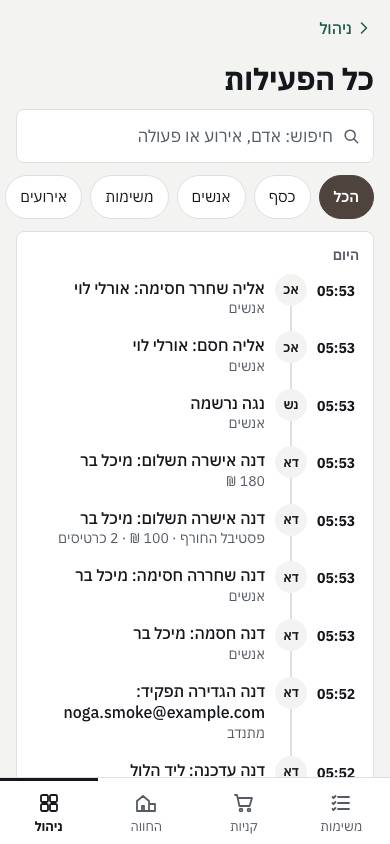 ניהול
כל הפעילות
חיפוש: אדם, אירוע או פעולה
הכל
כסף
אנשים
משימות
אירועים
היום
05:53 אכ אליה שחרר חסימה: אורלי לוי
אנשים
05:53 אכ אליה חסם: אורלי לוי
אנשים
05:53 נש נגה נרשמה
אנשים
05:53 דא דנה אישרה תשלום: מיכל בר
180 ₪
05:53 דא דנה אישרה תשלום: מיכל בר
פסטיבל החורף · 100 ₪ · 2 כרטיסים
05:53 דא דנה שחררה חסימה: מיכל בר
אנשים
05:53 דא דנה חסמה: מיכל בר
אנשים
05:52 דא דנה הגדירה תפקיד:
noga.smoke@example.com
מתנדב
05:52 דא דנה עדכנה: ליד הלול
משימות
קניות
החווה
ניהול